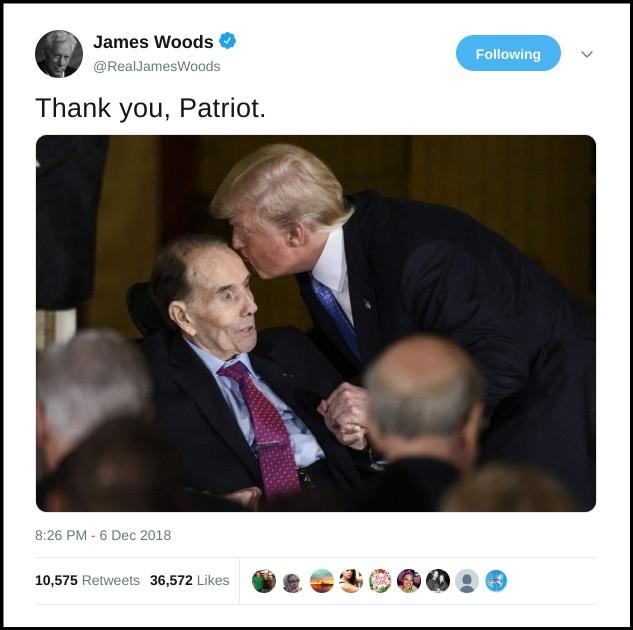 James Woods
@RealJamesWoods
Following
Thank you, Patriot.
8:26 PM - 6 Dec 2018
10,575 Retweets 36,572 Likes